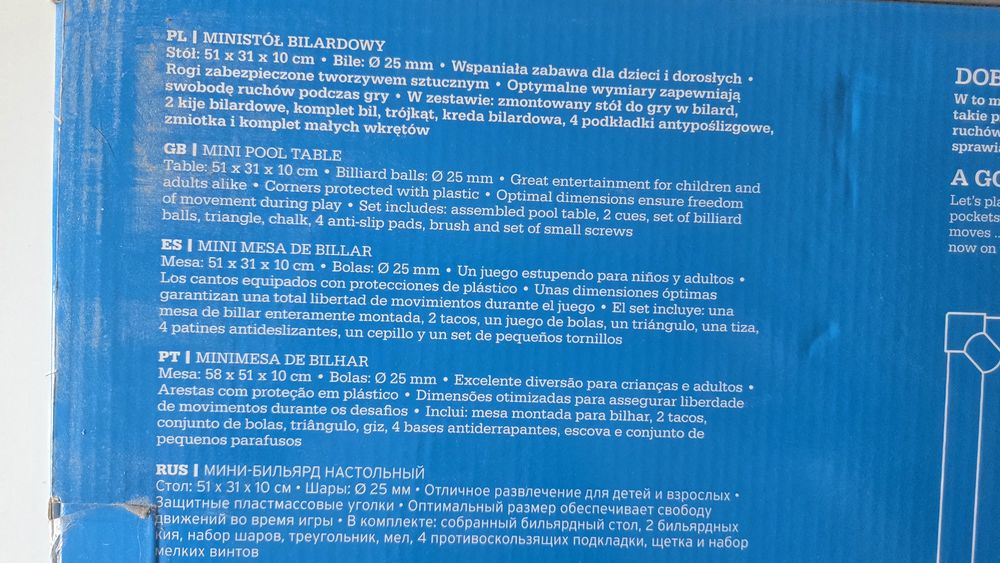 PL | MINISTÓŁ BILARDOWY
Stół: 51 x 31 x 10 cm • Bile: Ø 25 mm • Wspaniała zabawa dla dzieci i dorosłych •
Rogi zabezpieczone tworzywem sztucznym • Optymalne wymiary zapewniają
swobodę ruchów podczas gry • W zestawie: zmontowany stół do gry w bilard,
2 kije bilardowe, komplet bil, trójkąt, kreda bilardowa, 4 podkładki antypoślizgowe,
zmiotka i komplet małych wkrętów
GB | MINI POOL TABLE
Table: 51 x 31 x 10 cm • Billiard balls: Ø 25 mm • Great entertainment for children and
adults alike • Corners protected with plastic • Optimal dimensions ensure freedom
of movement during play • Set includes: assembled pool table, 2 cues, set of billiard
balls, triangle, chalk, 4 anti-slip pads, brush and set of small screws
ES | MINI MESA DE BILLAR
Mesa: 51 x 31 x 10 cm • Bolas: Ø 25 mm • Un juego estupendo para niños y adultos •
Los cantos equipados con protecciones de plástico • Unas dimensiones óptimas
garantizan una total libertad de movimientos durante el juego • El set incluye: una
mesa de billar enteramente montada, 2 tacos, un juego de bolas, un triángulo, una tiza,
4 patines antideslizantes, un cepillo y un set de pequeños tornillos
PT | MINIMESA DE BILHAR
Mesa: 58 x 51 x 10 cm • Bolas: Ø 25 mm • Excelente diversão para crianças e adultos •
Arestas com proteção em plástico • Dimensões otimizadas para assegurar liberdade
de movimentos durante os desafios • Inclui: mesa montada para bilhar, 2 tacos,
conjunto de bolas, triângulo, giz, 4 bases antiderrapantes, escova e conjunto de
pequenos parafusos
RUS | МИНИ-БИЛЬЯРД НАСТОЛЬНЫЙ
Стол: 51 x 31 x 10 см • Шары: Ø 25 мм • Отличное развлечение для детей и взрослых •
Защитные пластмассовые уголки • Оптимальный размер обеспечивает свободу
движений во время игры • В комплекте: собранный бильярдный стол, 2 бильярдных
кия, набор шаров, треугольник, мел, 4 противоскользящих подкладки, щетка и набор
мелких винтов
W to
takie
ruchów
A
Let's
pockets
moves ..
now on